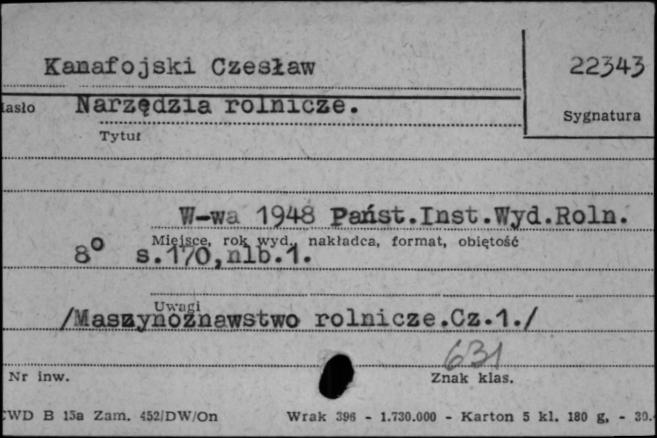 Kanafojski Czesław 22343
Hasło Narzędzia rolnicze. Sygnatura
Tytuł
W-wa 1948 Państ.Inst.Wyd.Roln.
Miejsce, rok wyd., nakładca, format, objętość
8° s.170,nlb.1.
Uwagi
/Maszynoznawstwo rolnicze.Cz.1./
631
Nr inw. Znak klas.
CWD B 15a Zam. 452/DW/On Wrak 396 - 1.730.000 - Karton 5 kl. 180 g, - 30.